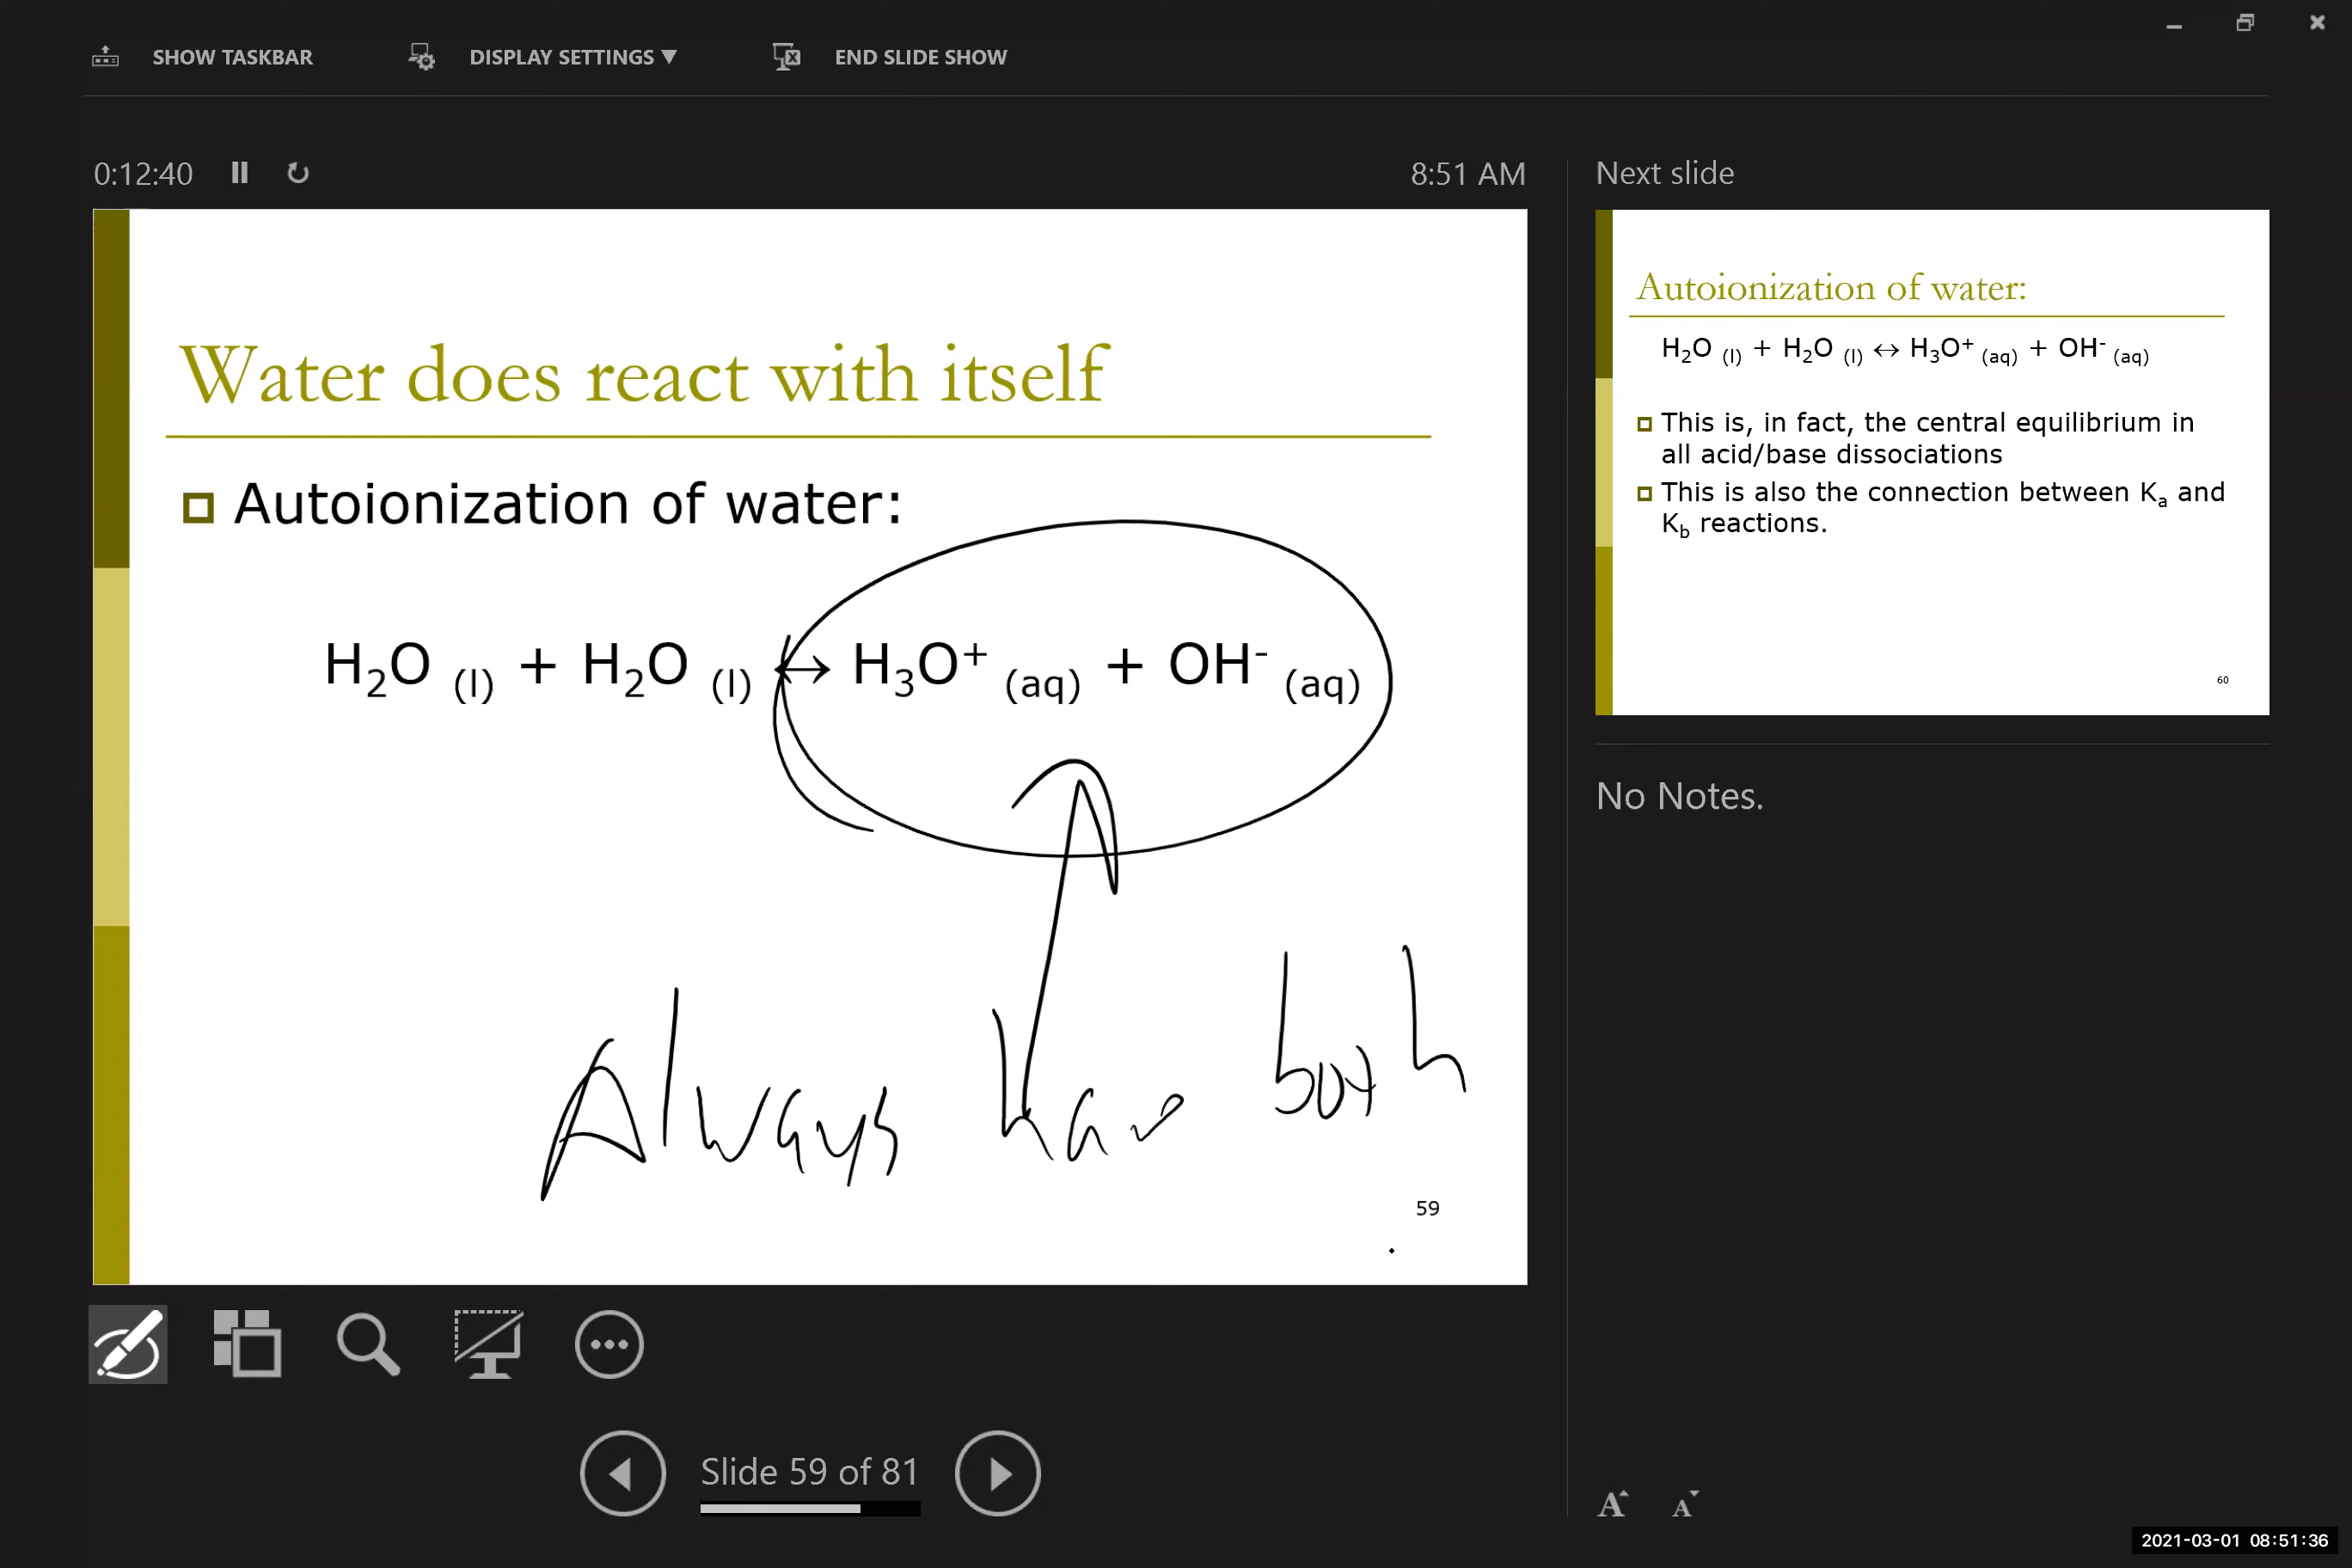 SHOW TASKBAR DISPLAY SETTINGS ▼ END SLIDE SHOW
0:12:40 8:51 AM
Water does react with itself
Autoionization of water:
H₂O (l) + H₂O (l) ↔ H₃O⁺ (aq) + OH⁻ (aq)
Always have both
59
Slide 59 of 81
Next slide
Autoionization of water:
H₂O (l) + H₂O (l) ↔ H₃O⁺ (aq) + OH⁻ (aq)
This is, in fact, the central equilibrium in
all acid/base dissociations
This is also the connection between Kₐ and
K_b reactions.
60
No Notes.
A A
2021-03-01 08:51:36